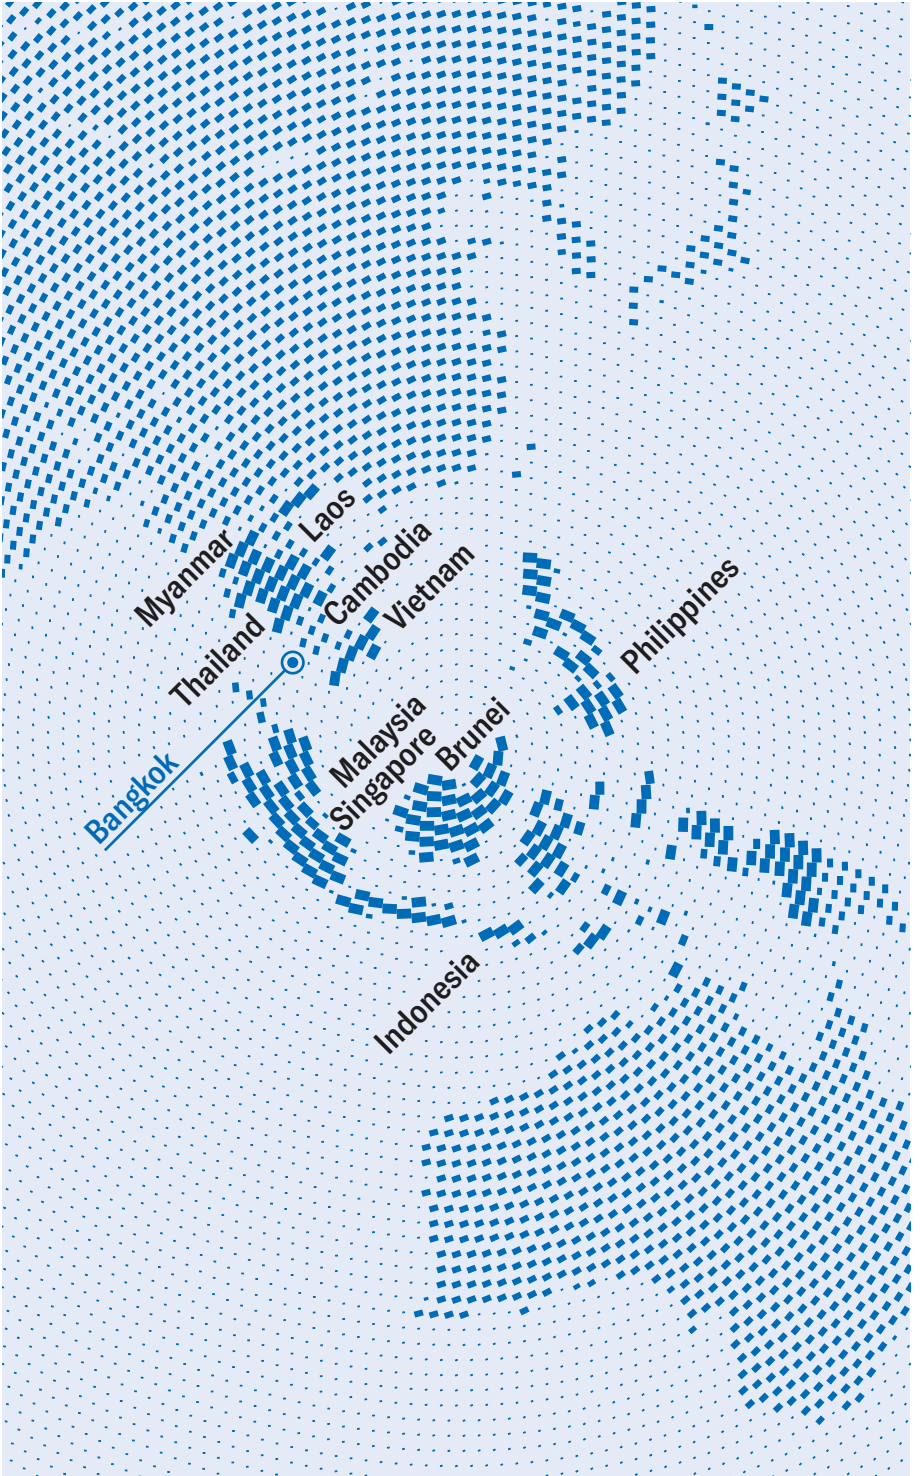 Laos
Myanmar
Cambodia
Vietnam
Philippines
Thailand
Bangkok
Malaysia
Singapore
Brunei
Indonesia